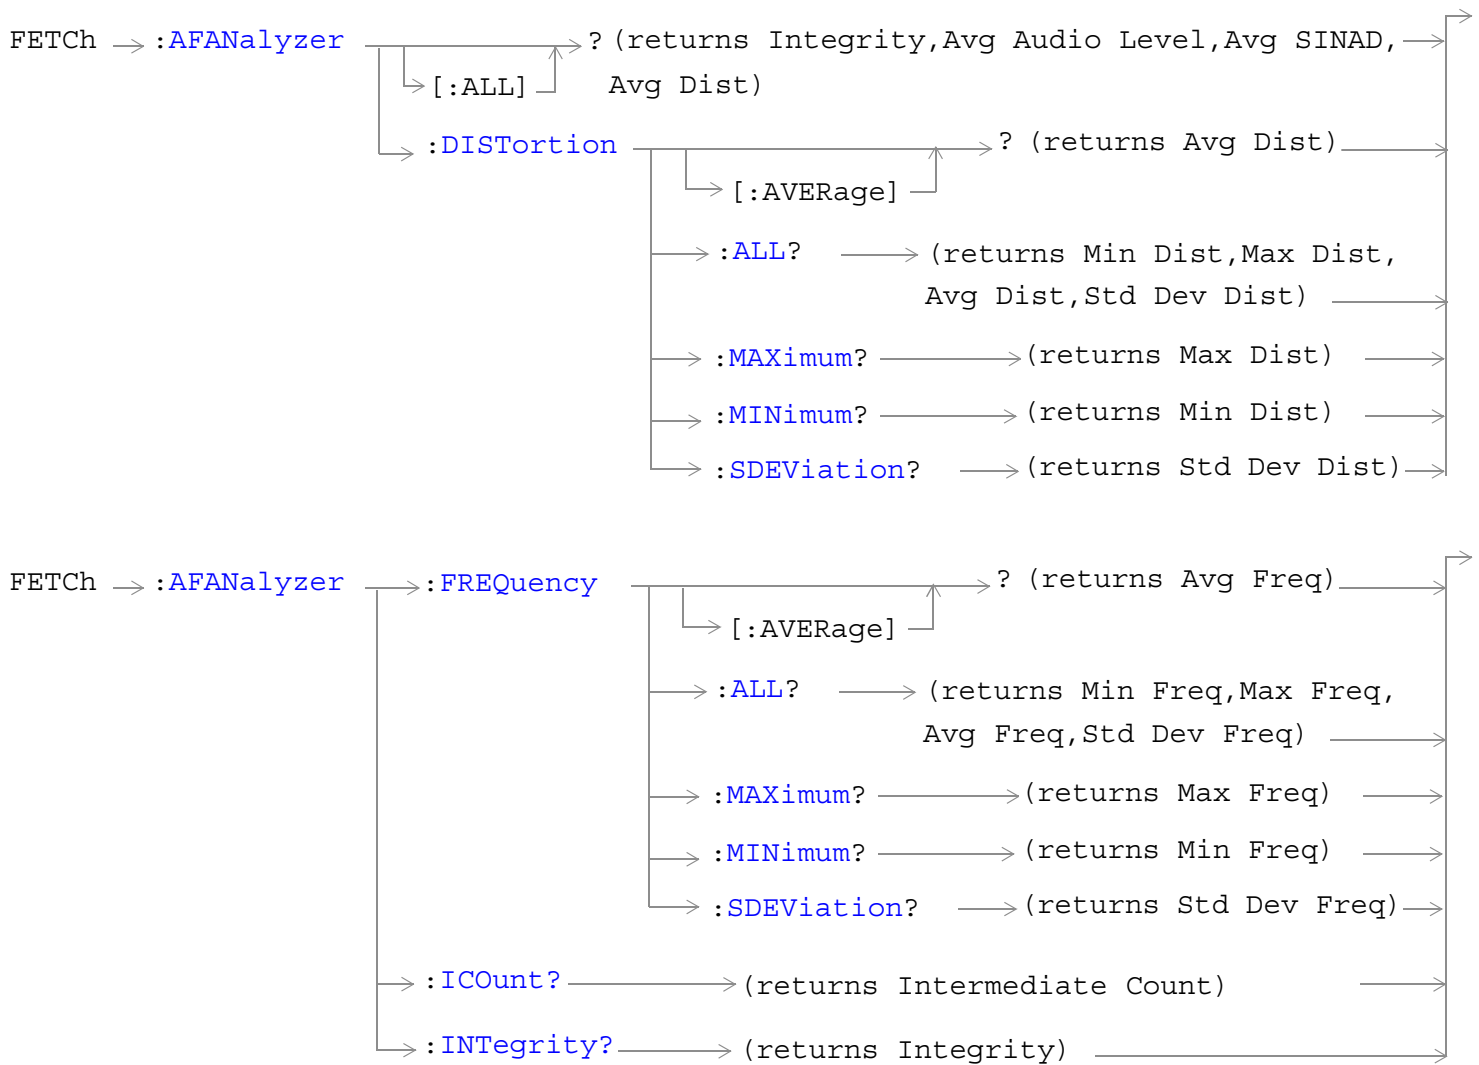 FETCh :AFANalyzer ? (returns Integrity,Avg Audio Level,Avg SINAD,
[:ALL] Avg Dist)
:DISTortion ? (returns Avg Dist)
[:AVERage]
:ALL? (returns Min Dist,Max Dist,
Avg Dist,Std Dev Dist)
:MAXimum? (returns Max Dist)
:MINimum? (returns Min Dist)
:SDEViation? (returns Std Dev Dist)
FETCh :AFANalyzer :FREQuency ? (returns Avg Freq)
[:AVERage]
:ALL? (returns Min Freq,Max Freq,
Avg Freq,Std Dev Freq)
:MAXimum? (returns Max Freq)
:MINimum? (returns Min Freq)
:SDEViation? (returns Std Dev Freq)
:ICOunt? (returns Intermediate Count)
:INTegrity? (returns Integrity)